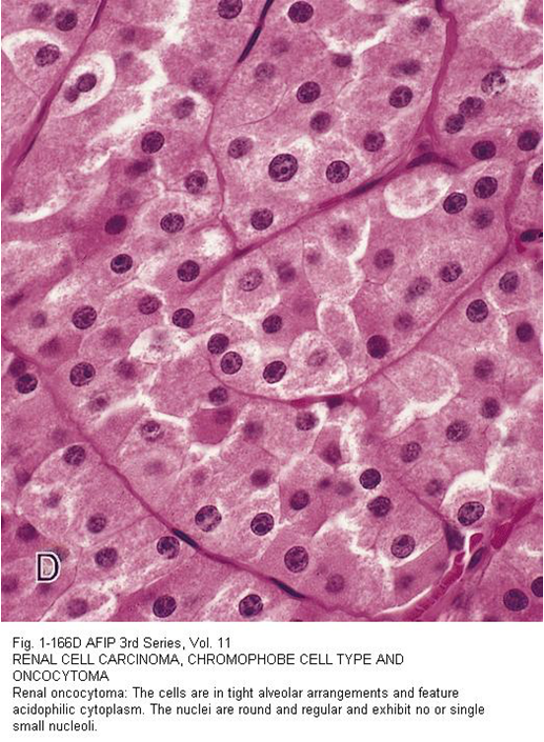 D
Fig. 1-166D AFIP 3rd Series, Vol. 11
RENAL CELL CARCINOMA, CHROMOPHOBE CELL TYPE AND
ONCOCYTOMA
Renal oncocytoma: The cells are in tight alveolar arrangements and feature
acidophilic cytoplasm. The nuclei are round and regular and exhibit no or single
small nucleoli.